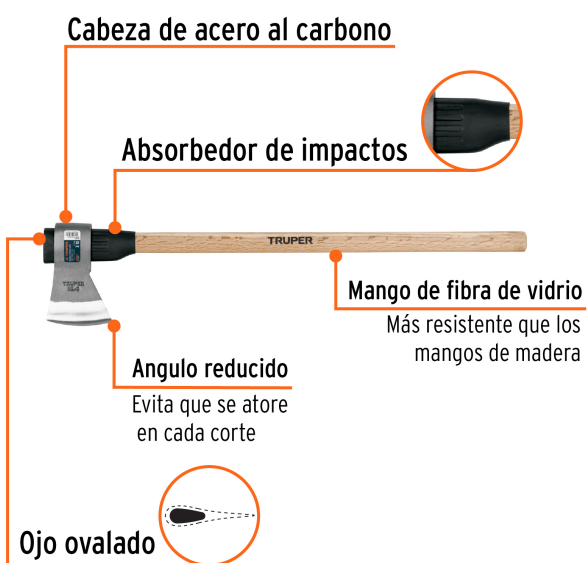 Cabeza de acero al carbono
Absorbedor de impactos
TRUPER
TRUPER
Mango de fibra de vidrio
Más resistente que los
mangos de madera
Angulo reducido
Evita que se atore
en cada corte
Ojo ovalado